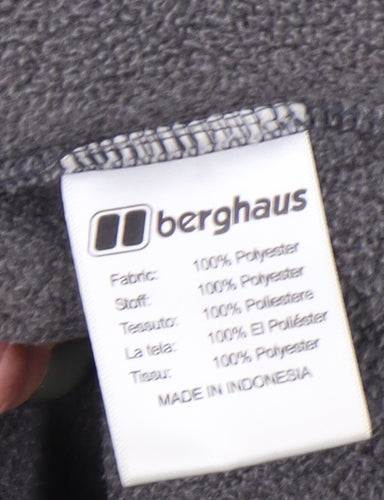 berghaus
Fabric: 100% Polyester
Stoff: 100% Polyester
Tessuto: 100% Poliestere
La tela: 100% El Poliéster
Tissu: 100% Polyester
MADE IN INDONESIA